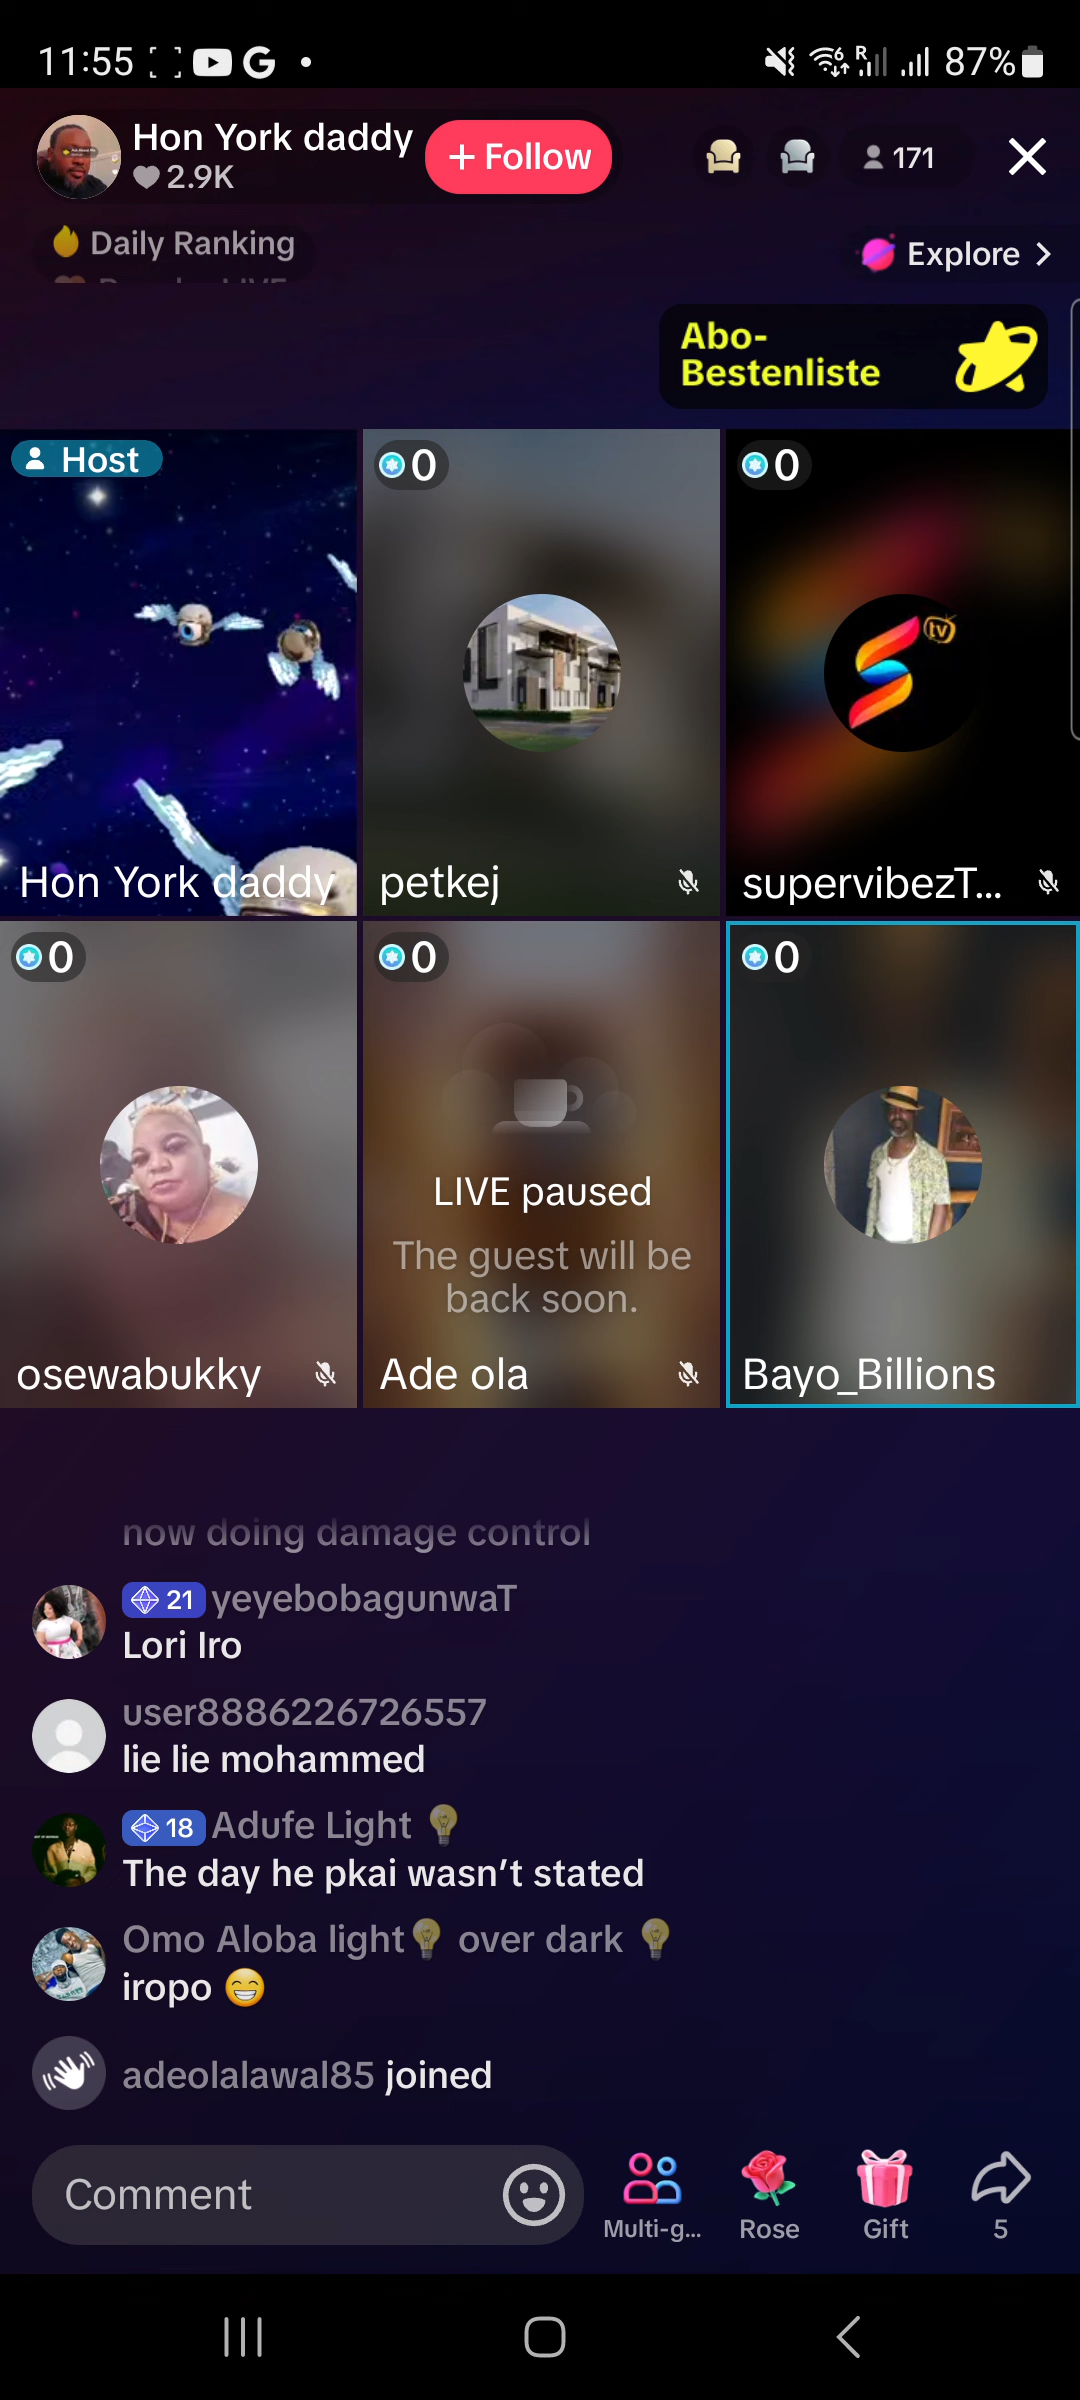 11:55
R
87%
Hon York daddy
2.9K
+ Follow
171
Daily Ranking
Explore
Abo-
Bestenliste
Host
0
0
tv
Hon York daddy
petkej
supervibezT...
0
0
0
LIVE paused
The guest will be
back soon.
osewabukky
Ade ola
Bayo_Billions
now doing damage control
21 yeyebobagunwaT
Lori Iro
user8886226726557
lie lie mohammed
18 Adufe Light 💡
The day he pkai wasn’t stated
Omo Aloba light💡 over dark 💡
iropo 😁
adeolalawal85 joined
Comment
Multi-g...
Rose
Gift
5